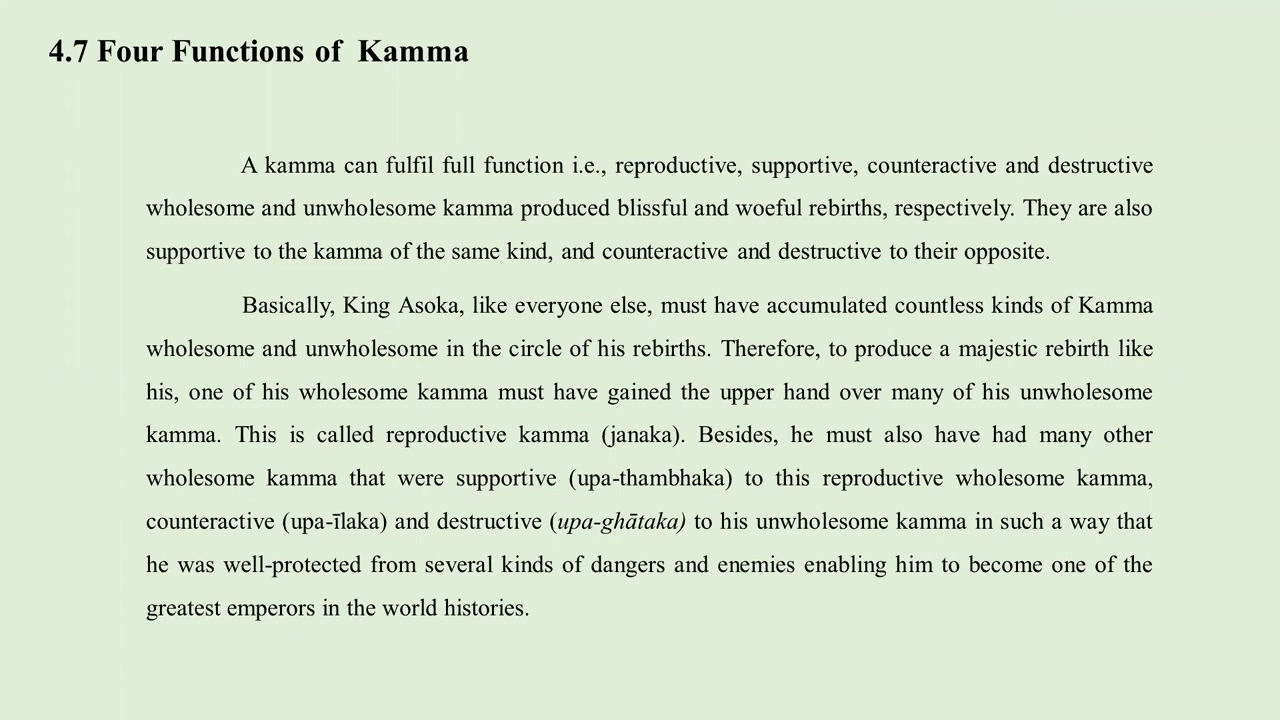 4.7 Four Functions of Kamma
A kamma can fulfil full function i.e., reproductive, supportive, counteractive and destructive
wholesome and unwholesome kamma produced blissful and woeful rebirths, respectively. They are also
supportive to the kamma of the same kind, and counteractive and destructive to their opposite.
Basically, King Asoka, like everyone else, must have accumulated countless kinds of Kamma
wholesome and unwholesome in the circle of his rebirths. Therefore, to produce a majestic rebirth like
his, one of his wholesome kamma must have gained the upper hand over many of his unwholesome
kamma. This is called reproductive kamma (janaka). Besides, he must also have had many other
wholesome kamma that were supportive (upa-thambhaka) to this reproductive wholesome kamma,
counteractive (upa-īlaka) and destructive (upa-ghātaka) to his unwholesome kamma in such a way that
he was well-protected from several kinds of dangers and enemies enabling him to become one of the
greatest emperors in the world histories.